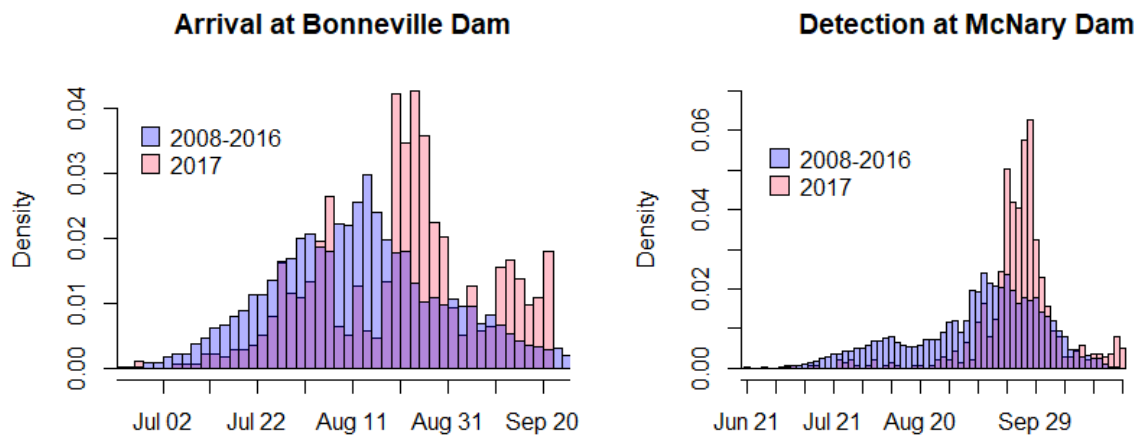 Arrival at Bonneville Dam
Density
0.00 0.01 0.02 0.03 0.04
2008-2016
2017
Jul 02 Jul 22 Aug 11 Aug 31 Sep 20
Detection at McNary Dam
Density
0.00 0.02 0.04 0.06
2008-2016
2017
Jun 21 Jul 21 Aug 20 Sep 29